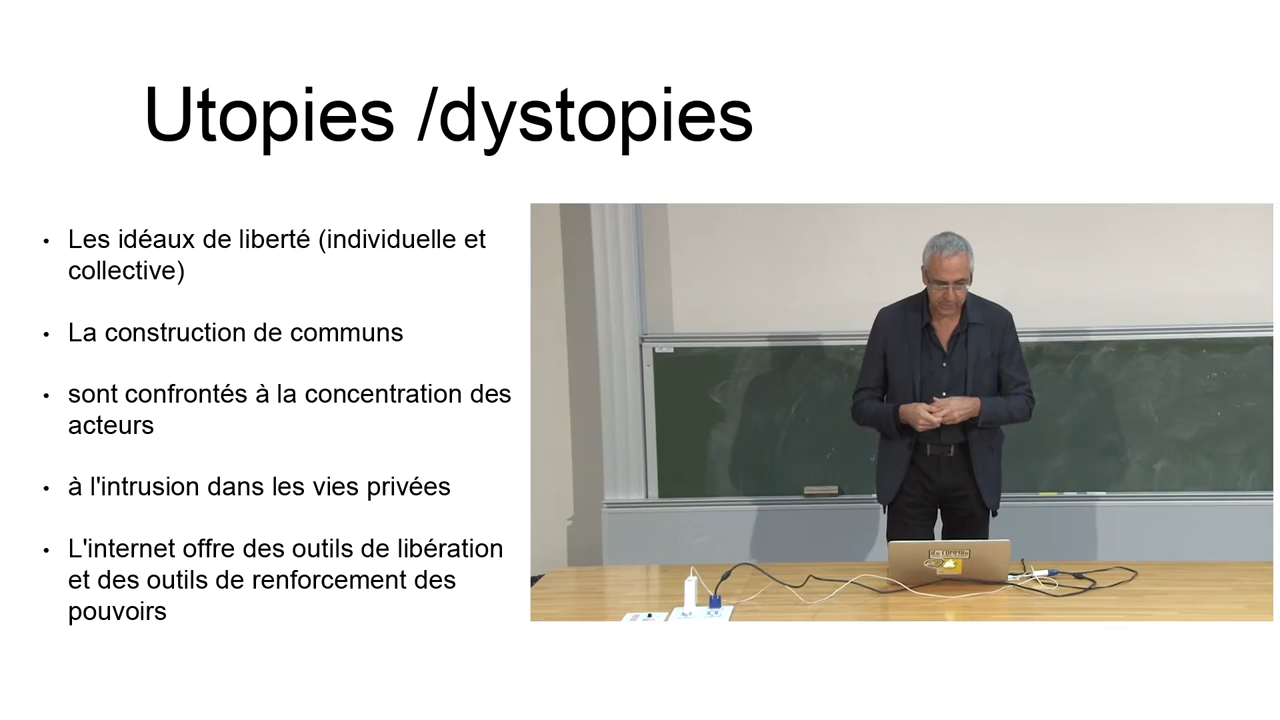 Utopies /dystopies
• Les idéaux de liberté (individuelle et
collective)
• La construction de communs
• sont confrontés à la concentration des
acteurs
• à l'intrusion dans les vies privées
• L'internet offre des outils de libération
et des outils de renforcement des
pouvoirs